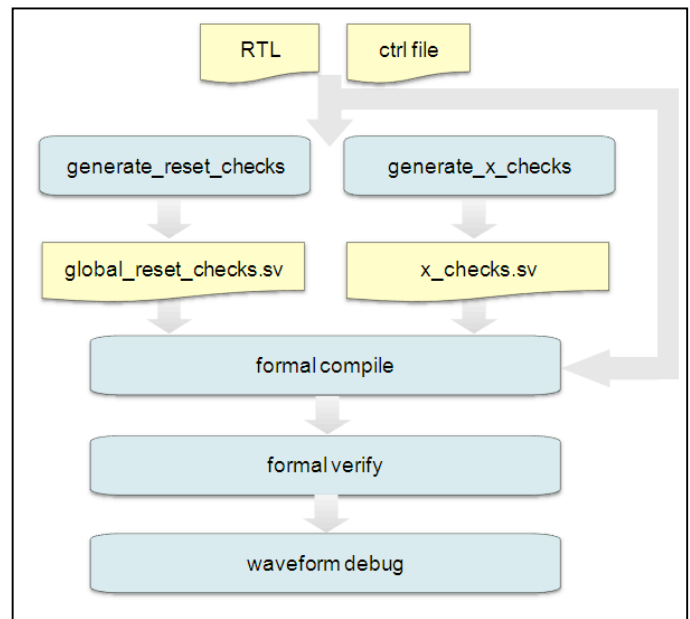 RTL
ctrl file
generate_reset_checks
generate_x_checks
global_reset_checks.sv
x_checks.sv
formal compile
formal verify
waveform debug